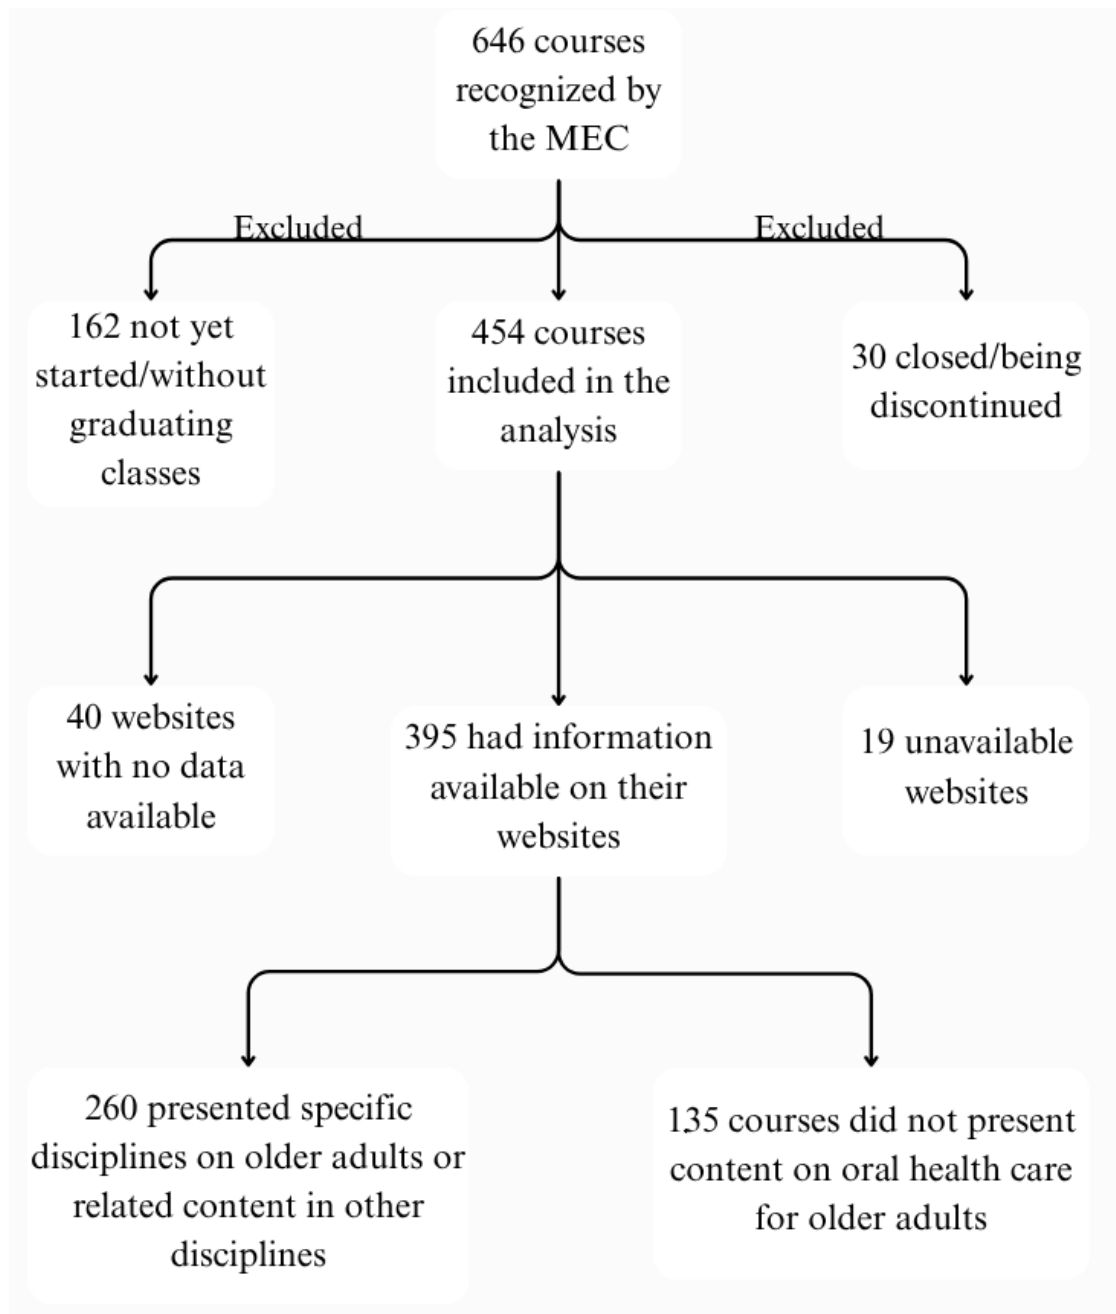 646 courses
recognized by
the MEC
Excluded
Excluded
162 not yet
started/without
graduating
classes
454 courses
included in the
analysis
30 closed/being
discontinued
40 websites
with no data
available
395 had information
available on their
websites
19 unavailable
websites
260 presented specific
disciplines on older adults or
related content in other
disciplines
135 courses did not present
content on oral health care
for older adults